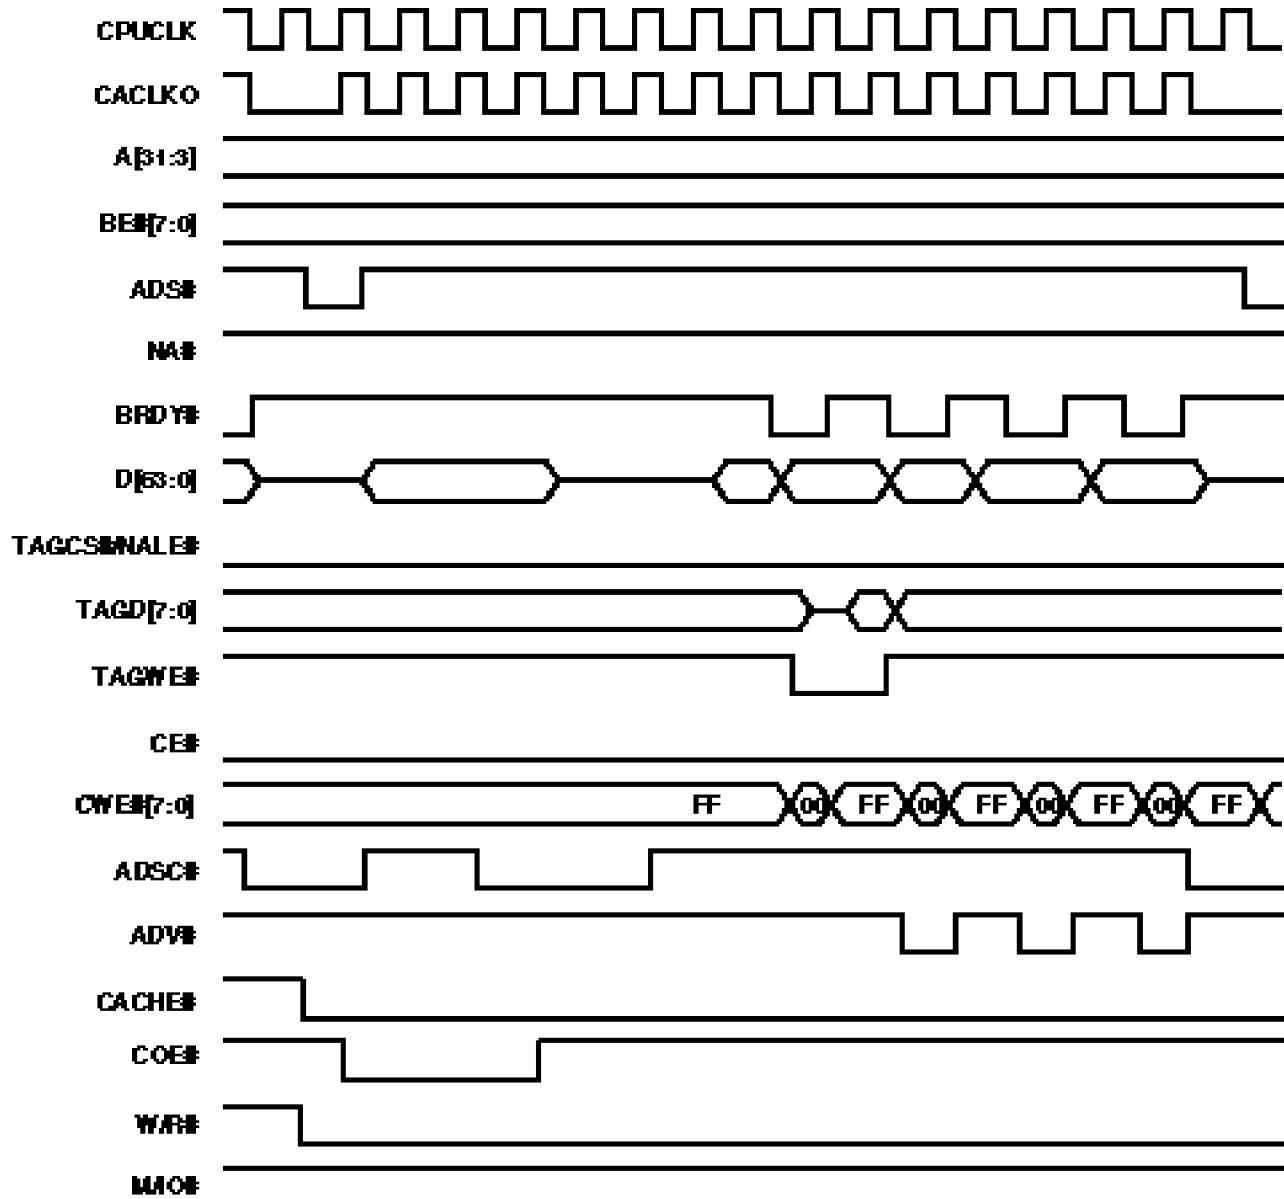 CPUCLK
CACLKO
A[31:3]
BE#[7:0]
ADS#
NA#
BRDY#
D[63:0]
TAGCS#/NALE#
TAGD[7:0]
TAGWE#
CE#
CWE#[7:0] FF 00 FF 00 FF 00 FF 00 FF
ADSC#
ADV#
CACHE#
COE#
W/R#
M/IO#